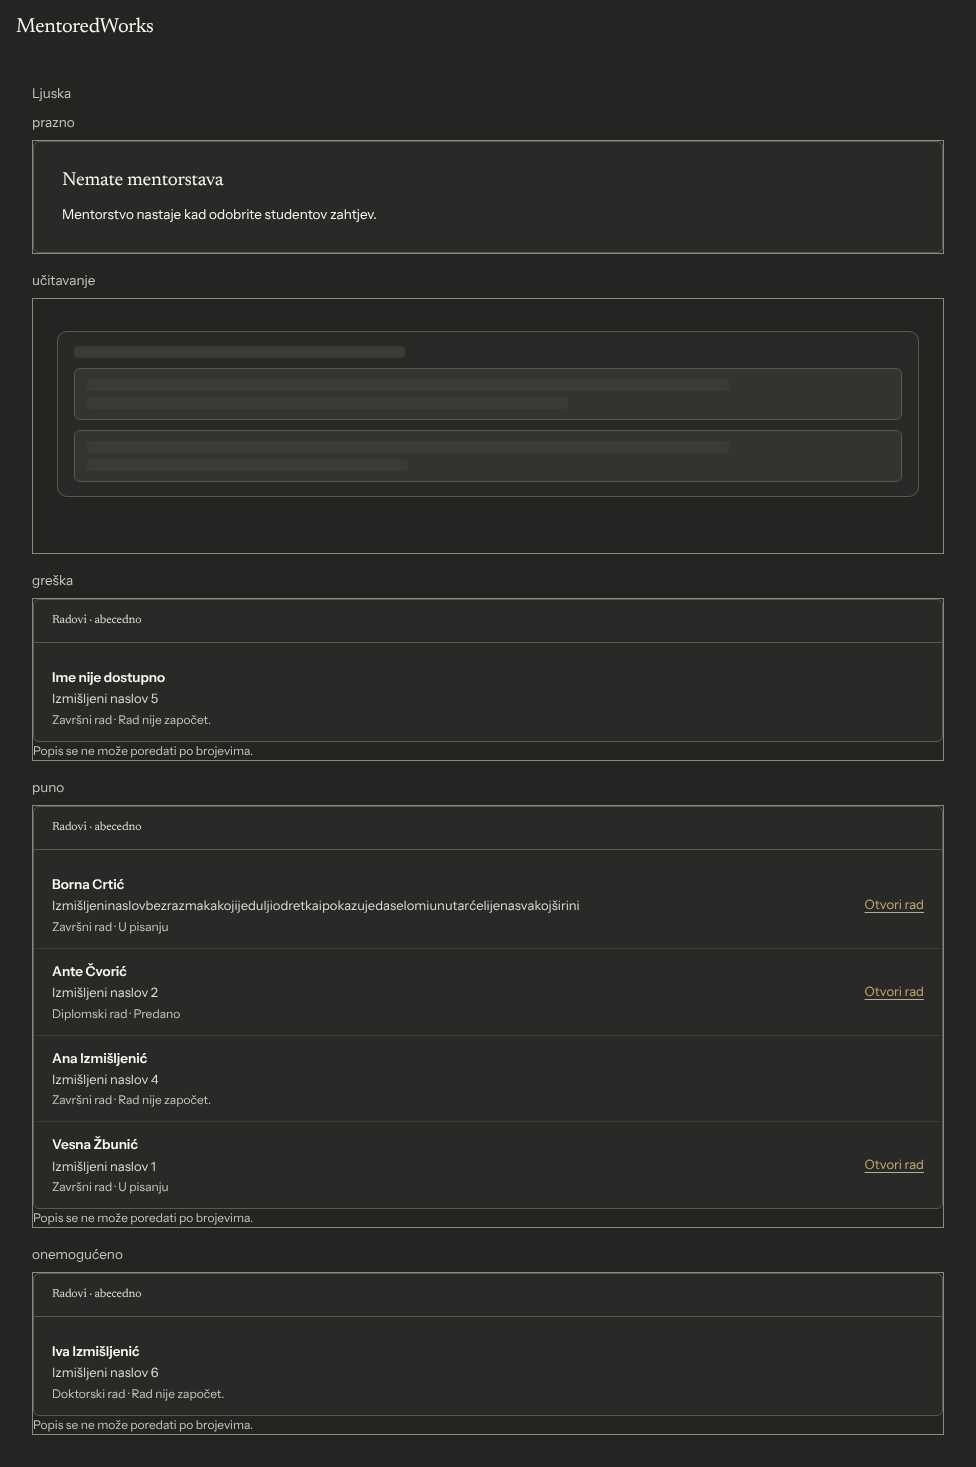 MentoredWorks
Ljuska
prazno
Nemate mentorstava
Mentorstvo nastaje kad odobrite studentov zahtjev.
učitavanje
greška
Radovi · abecedno
Ime nije dostupno
Izmišljeni naslov 5
Završni rad · Rad nije započet.
Popis se ne može poredati po brojevima.
puno
Radovi · abecedno
Borna Crtić
Izmišljeninaslovbezrazmakakojijeduljiodretkaipokazujedaselomiunutarćelijenasvakojširini
Otvori rad
Završni rad · U pisanju
Ante Čvorić
Izmišljeni naslov 2
Otvori rad
Diplomski rad · Predano
Ana Izmišljenić
Izmišljeni naslov 4
Završni rad · Rad nije započet.
Vesna Žbunić
Izmišljeni naslov 1
Otvori rad
Završni rad · U pisanju
Popis se ne može poredati po brojevima.
onemogućeno
Radovi · abecedno
Iva Izmišljenić
Izmišljeni naslov 6
Doktorski rad · Rad nije započet.
Popis se ne može poredati po brojevima.